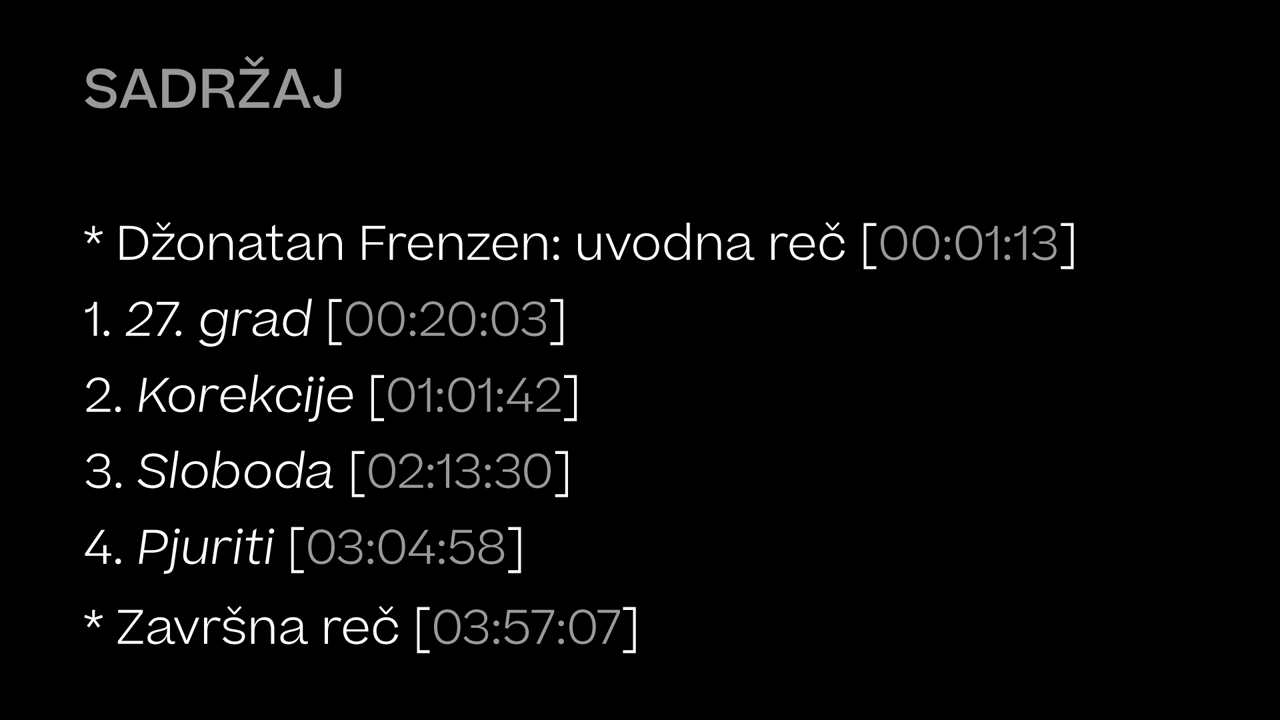 SADRŽAJ
* Džonatan Frenzen: uvodna reč [00:01:13]
1. 27. grad [00:20:03]
2. Korekcije [01:01:42]
3. Sloboda [02:13:30]
4. Pjuriti [03:04:58]
* Završna reč [03:57:07]